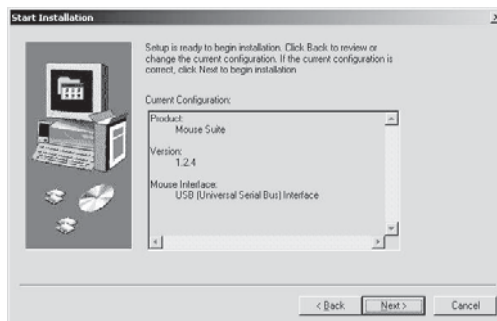 Start Installation
Setup is ready to begin installation. Click Back to review or
change the current configuration. If the current configuration is
correct, click Next to begin installation
Current Configuration:
Product:
Mouse Suite
Version:
1.2.4
Mouse Interface:
USB (Universal Serial Bus) Interface
< Back
Next >
Cancel